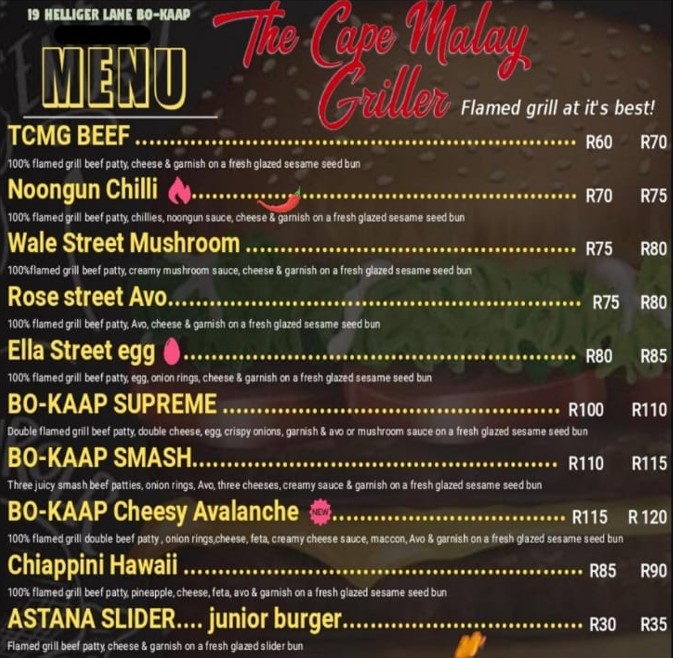 19 HELLIGER LANE BO-KAAP
MENU
The Cape Malay
Griller
Flamed grill at it's best!
TCMG BEEF ........ R60 R70
100% flamed grill beef patty, cheese & garnish on a fresh glazed sesame seed bun
Noongun Chilli ........ R70 R75
100% flamed grill beef patty, chillies, noongun sauce, cheese & garnish on a fresh glazed sesame seed bun
Wale Street Mushroom ........ R75 R80
100%flamed grill beef patty, creamy mushroom sauce, cheese & garnish on a fresh glazed sesame seed bun
Rose street Avo........ R75 R80
100% flamed grill beef patty, Avo, cheese & garnish on a fresh glazed sesame seed bun
Ella Street egg ........ R80 R85
100% flamed grill beef patty, egg, onion rings, cheese & garnish on a fresh glazed sesame seed bun
BO-KAAP SUPREME ........ R100 R110
Double flamed grill beef patty, double cheese, egg, crispy onions, garnish & avo or mushroom sauce on a fresh glazed sesame seed bun
BO-KAAP SMASH........ R110 R115
Three juicy smash beef patties, onion rings, Avo, three cheeses, creamy sauce & garnish on a fresh glazed sesame seed bun
BO-KAAP Cheesy Avalanche NEW ........ R115 R 120
100% flamed grill double beef patty , onion rings,cheese, feta, creamy cheese sauce, maccon, Avo & garnish on a fresh glazed sesame seed bun
Chiappini Hawaii ........ R85 R90
100% flamed grill beef patty, pineapple, cheese, feta, avo & garnish on a fresh glazed sesame seed bun
ASTANA SLIDER.... junior burger........ R30 R35
Flamed grill beef patty, cheese & garnish on a fresh glazed slider bun